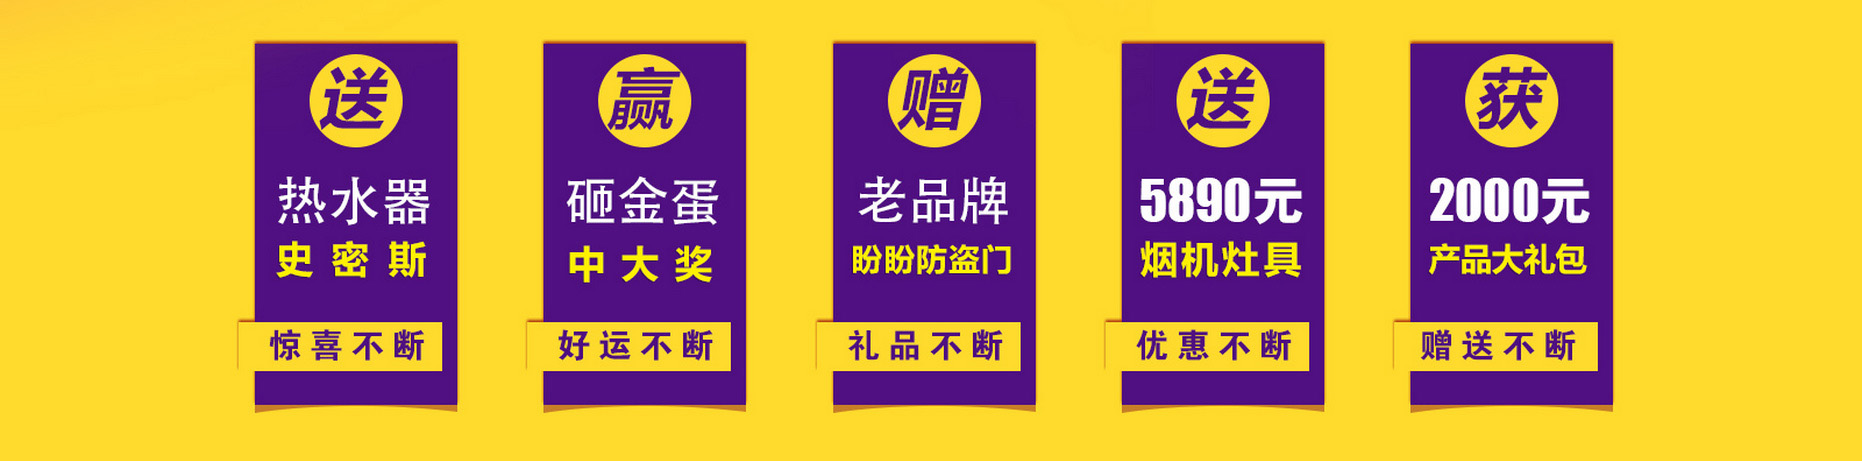 送
热水器
史密斯
惊喜不断
赢
砸金蛋
中大奖
好运不断
赠
老品牌
盼盼防盗门
礼品不断
送
5890元
烟机灶具
优惠不断
获
2000元
产品大礼包
赠送不断